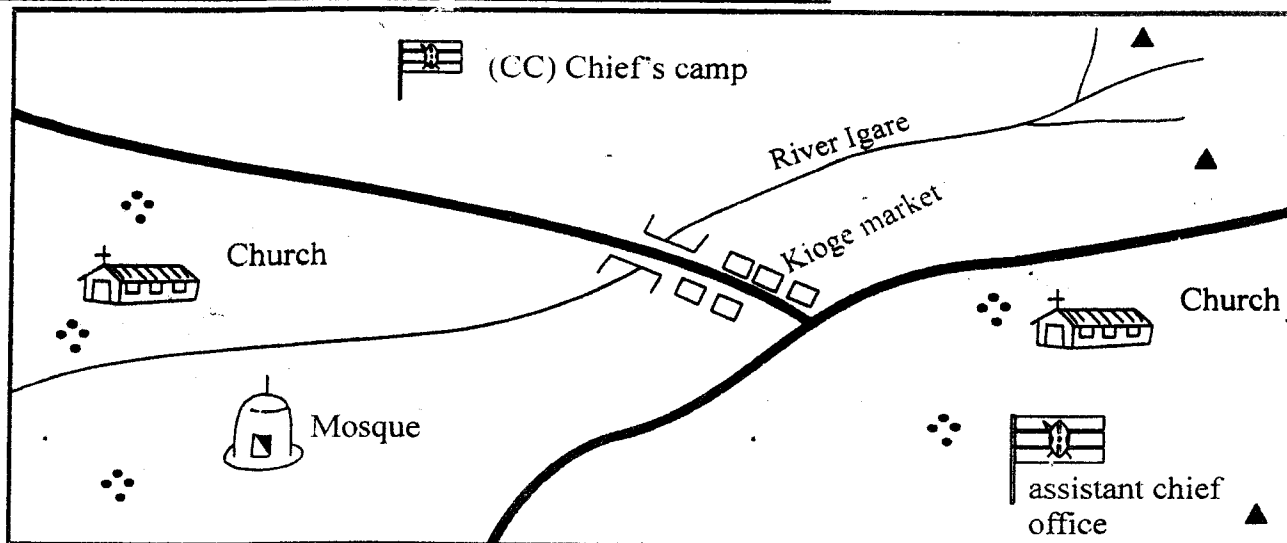 (CC) Chief's camp
River Igare
Kioge market
Church
Church
Mosque
assistant chief
office